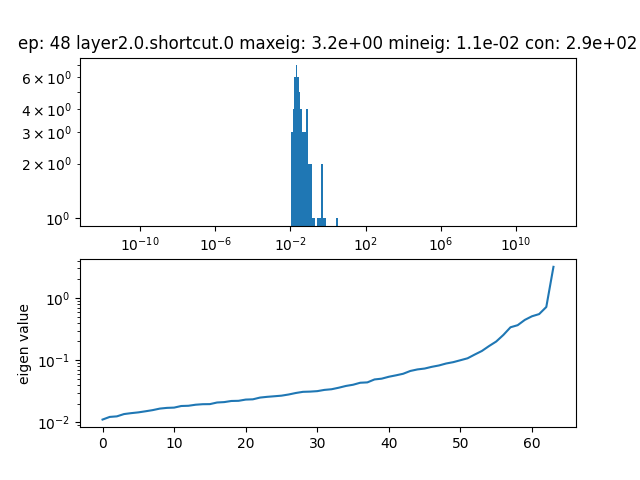 ep: 48 layer2.0.shortcut.0 maxeig: 3.2e+00 mineig: 1.1e-02 con: 2.9e+02
6 × 10⁰
4 × 10⁰
3 × 10⁰
2 × 10⁰
10⁰
10⁻¹⁰ 10⁻⁶ 10⁻² 10² 10⁶ 10¹⁰
eigen value
10⁰
10⁻¹
10⁻²
0 10 20 30 40 50 60